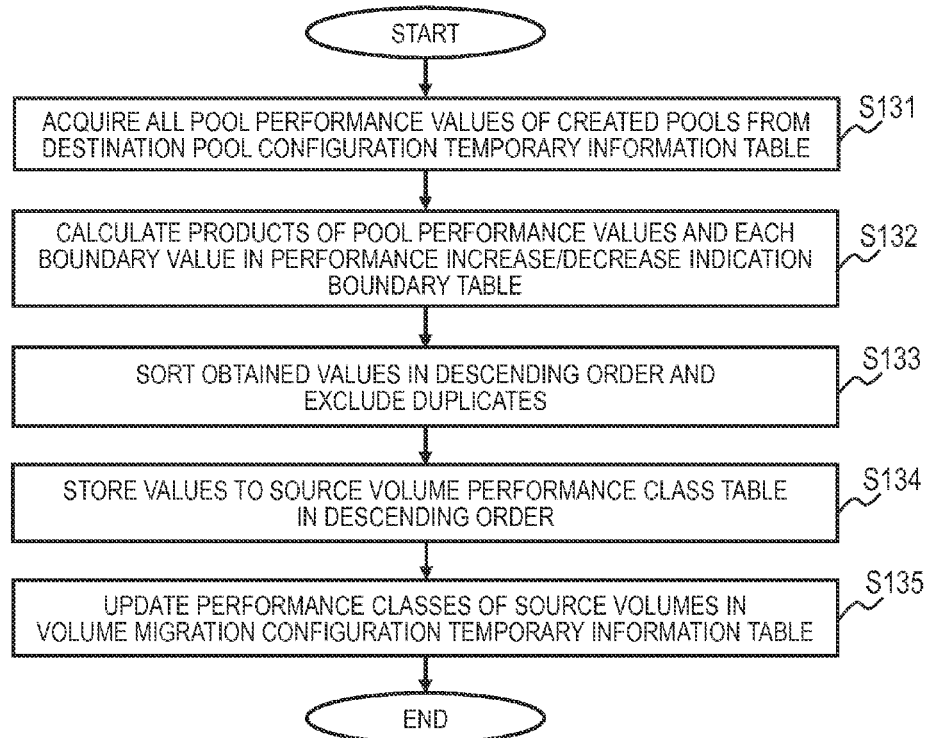 START
ACQUIRE ALL POOL PERFORMANCE VALUES OF CREATED POOLS FROM
DESTINATION POOL CONFIGURATION TEMPORARY INFORMATION TABLE
S131
CALCULATE PRODUCTS OF POOL PERFORMANCE VALUES AND EACH
BOUNDARY VALUE IN PERFORMANCE INCREASE/DECREASE INDICATION
BOUNDARY TABLE
S132
SORT OBTAINED VALUES IN DESCENDING ORDER AND
EXCLUDE DUPLICATES
S133
STORE VALUES TO SOURCE VOLUME PERFORMANCE CLASS TABLE
IN DESCENDING ORDER
S134
UPDATE PERFORMANCE CLASSES OF SOURCE VOLUMES IN
VOLUME MIGRATION CONFIGURATION TEMPORARY INFORMATION TABLE
S135
END